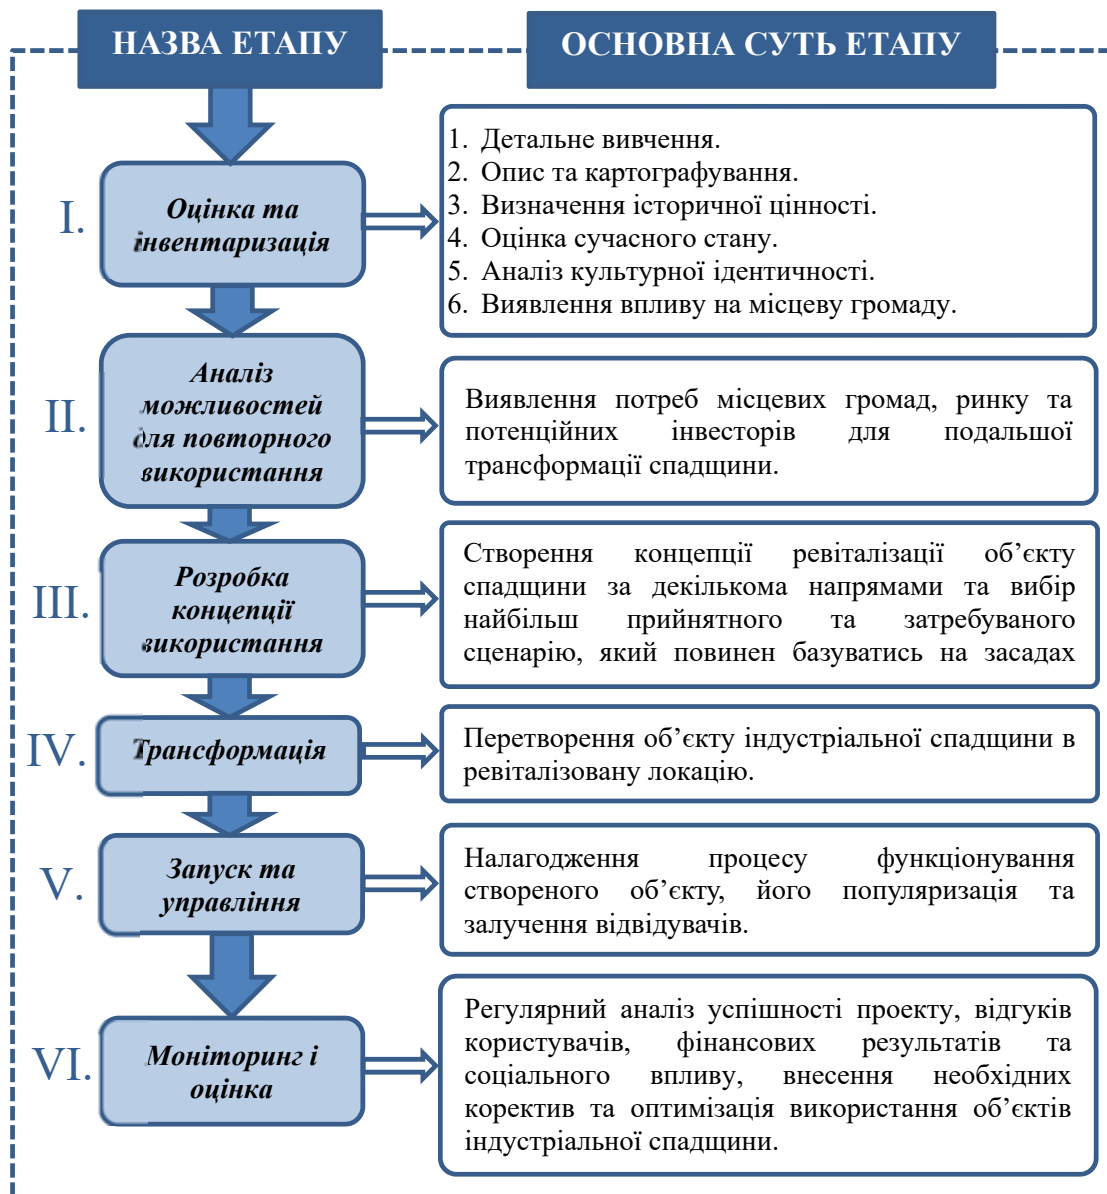 НАЗВА ЕТАПУ
ОСНОВНА СУТЬ ЕТАПУ
I.
Оцінка та
інвентаризація
1. Детальне вивчення.
2. Опис та картографування.
3. Визначення історичної цінності.
4. Оцінка сучасного стану.
5. Аналіз культурної ідентичності.
6. Виявлення впливу на місцеву громаду.
II.
Аналіз
можливостей
для повторного
використання
Виявлення потреб місцевих громад, ринку та
потенційних інвесторів для подальшої
трансформації спадщини.
III.
Розробка
концепції
використання
Створення концепції ревіталізації об’єкту
спадщини за декількома напрямами та вибір
найбільш прийнятного та затребуваного
сценарію, який повинен базуватись на засадах
IV.
Трансформація
Перетворення об’єкту індустріальної спадщини в
ревіталізовану локацію.
V.
Запуск та
управління
Налагодження процесу функціонування
створеного об’єкту, його популяризація та
залучення відвідувачів.
VI.
Моніторинг і
оцінка
Регулярний аналіз успішності проекту, відгуків
користувачів, фінансових результатів та
соціального впливу, внесення необхідних
коректив та оптимізація використання об’єктів
індустріальної спадщини.